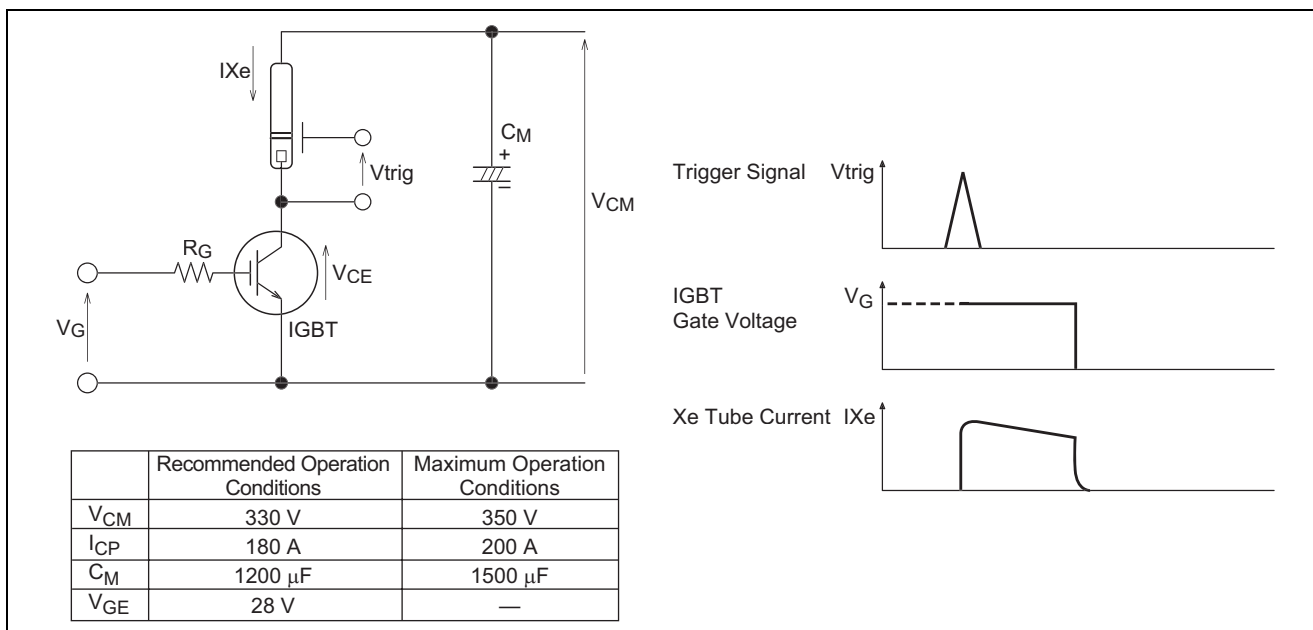 IXe
Vtrig
CM
+
–
VCM
RG
VCE
VG
IGBT
Trigger Signal Vtrig
IGBT
Gate Voltage
VG
Xe Tube Current IXe
Recommended Operation Conditions
Maximum Operation Conditions
VCM 330 V 350 V
ICP 180 A 200 A
CM 1200 μF 1500 μF
VGE 28 V —